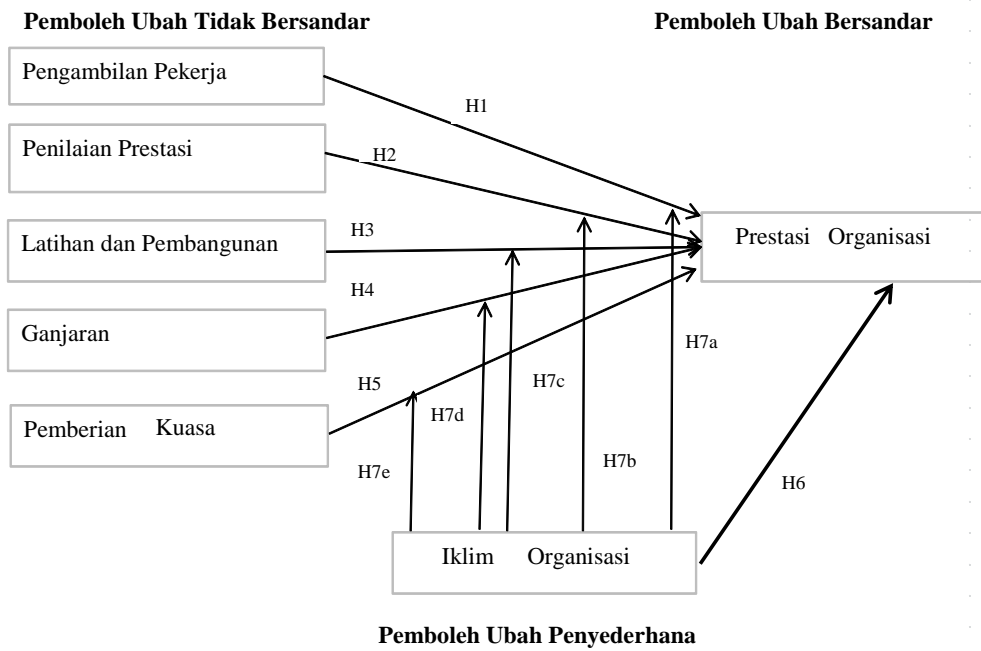 Pemboleh Ubah Tidak Bersandar
Pemboleh Ubah Bersandar
Pengambilan Pekerja
H1
Penilaian Prestasi
H2
Latihan dan Pembangunan
H3
Prestasi Organisasi
H4
Ganjaran
H7a
H5
H7c
H7d
Pemberian Kuasa
H7e
H7b
H6
Iklim Organisasi
Pemboleh Ubah Penyederhana